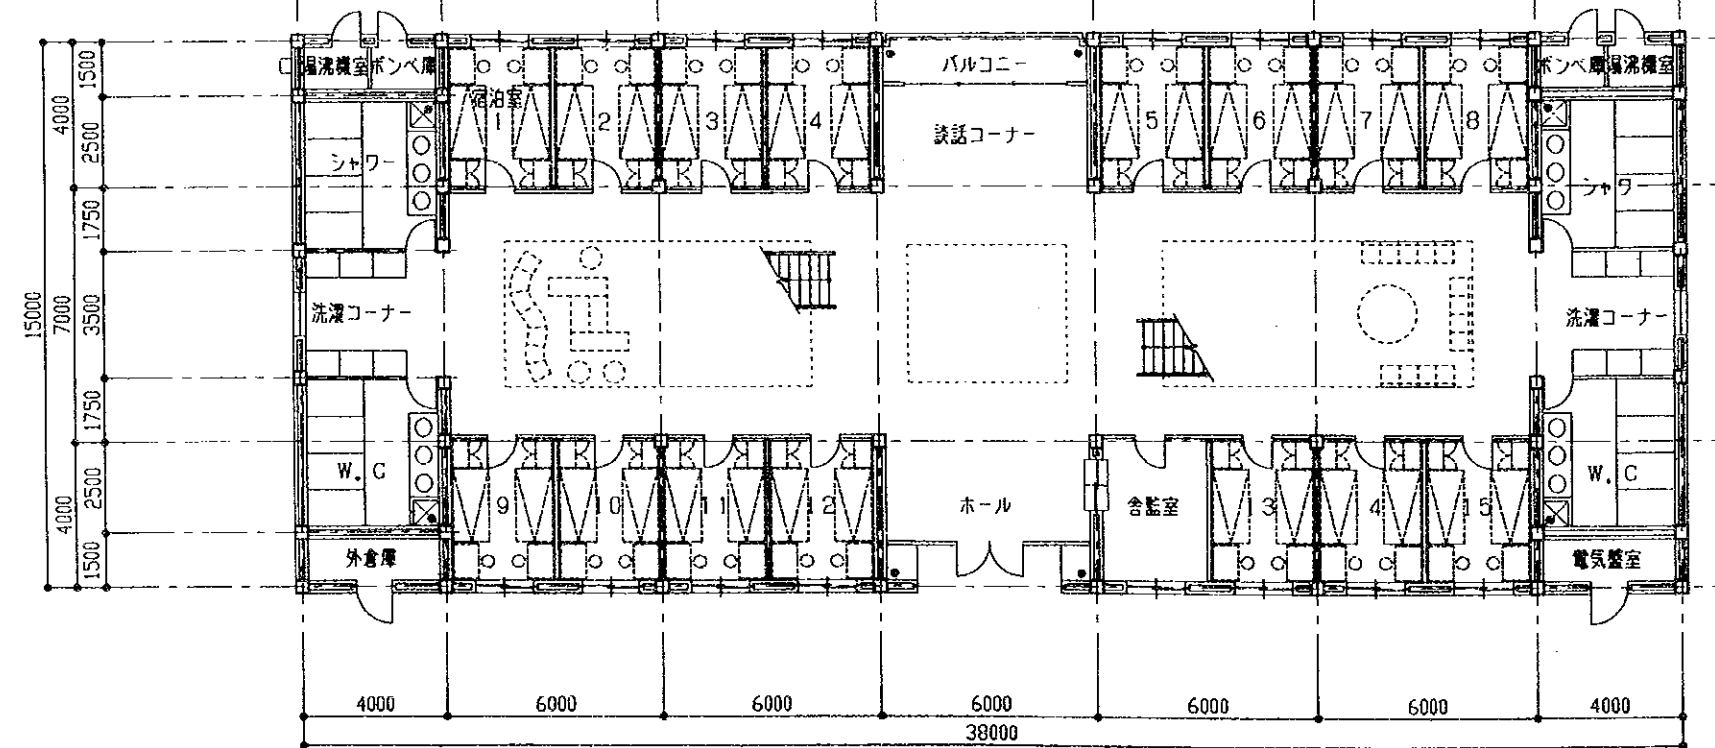 湯沸機室
ボンベ庫
宿泊室
1
2
3
4
バルコニー
談話コーナー
5
6
7
8
ボンベ庫
湯沸機室
シャワー
シャワー
洗濯コーナー
洗濯コーナー
W.C
9
10
11
12
ホール
舎監室
13
4
15
W.C
外倉庫
電気盤室
15000
4000
7000
4000
1500
2500
1750
3500
1750
2500
1500
4000
6000
6000
6000
6000
6000
4000
38000